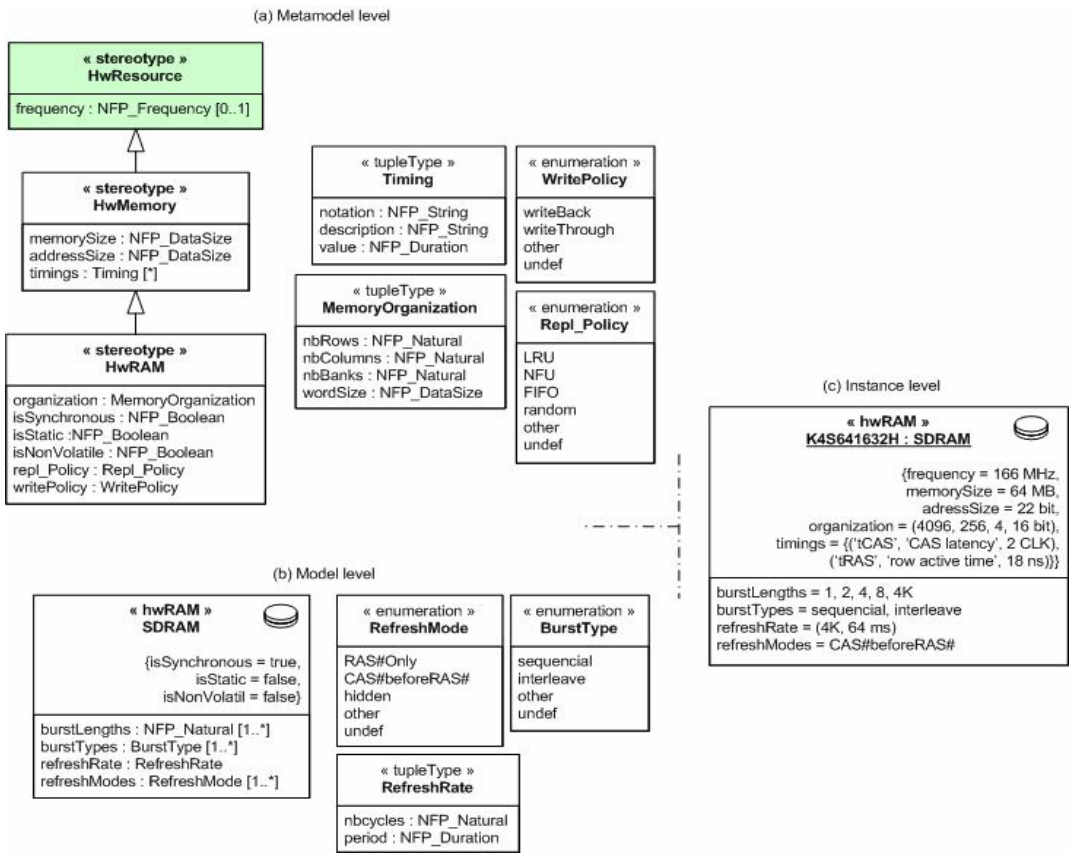 (a) Metamodel level
« stereotype »
HwResource
frequency : NFP_Frequency [0..1]
« stereotype »
HwMemory
memorySize : NFP_DataSize
addressSize : NFP_DataSize
timings : Timing [*]
« stereotype »
HwRAM
organization : MemoryOrganization
isSynchronous : NFP_Boolean
isStatic :NFP_Boolean
isNonVolatile : NFP_Boolean
repl_Policy : Repl_Policy
writePolicy : WritePolicy
« tupleType »
Timing
notation : NFP_String
description : NFP_String
value : NFP_Duration
« enumeration »
WritePolicy
writeBack
writeThrough
other
undef
« tupleType »
MemoryOrganization
nbRows : NFP_Natural
nbColumns : NFP_Natural
nbBanks : NFP_Natural
wordSize : NFP_DataSize
« enumeration »
Repl_Policy
LRU
NFU
FIFO
random
other
undef
(b) Model level
« hwRAM »
SDRAM
{isSynchronous = true,
isStatic = false,
isNonVolatil = false}
burstLengths : NFP_Natural [1..*]
burstTypes : BurstType [1..*]
refreshRate : RefreshRate
refreshModes : RefreshMode [1..*]
« enumeration »
RefreshMode
RAS#Only
CAS#beforeRAS#
hidden
other
undef
« enumeration »
BurstType
sequencial
interleave
other
undef
« tupleType »
RefreshRate
nbcycles : NFP_Natural
period : NFP_Duration
(c) Instance level
« hwRAM »
K4S641632H : SDRAM
{frequency = 166 MHz,
memorySize = 64 MB,
adressSize = 22 bit,
organization = (4096, 256, 4, 16 bit),
timings = {('tCAS', 'CAS latency', 2 CLK),
('tRAS', 'row active time', 18 ns)}}
burstLengths = 1, 2, 4, 8, 4K
burstTypes = sequencial, interleave
refreshRate = (4K, 64 ms)
refreshModes = CAS#beforeRAS#